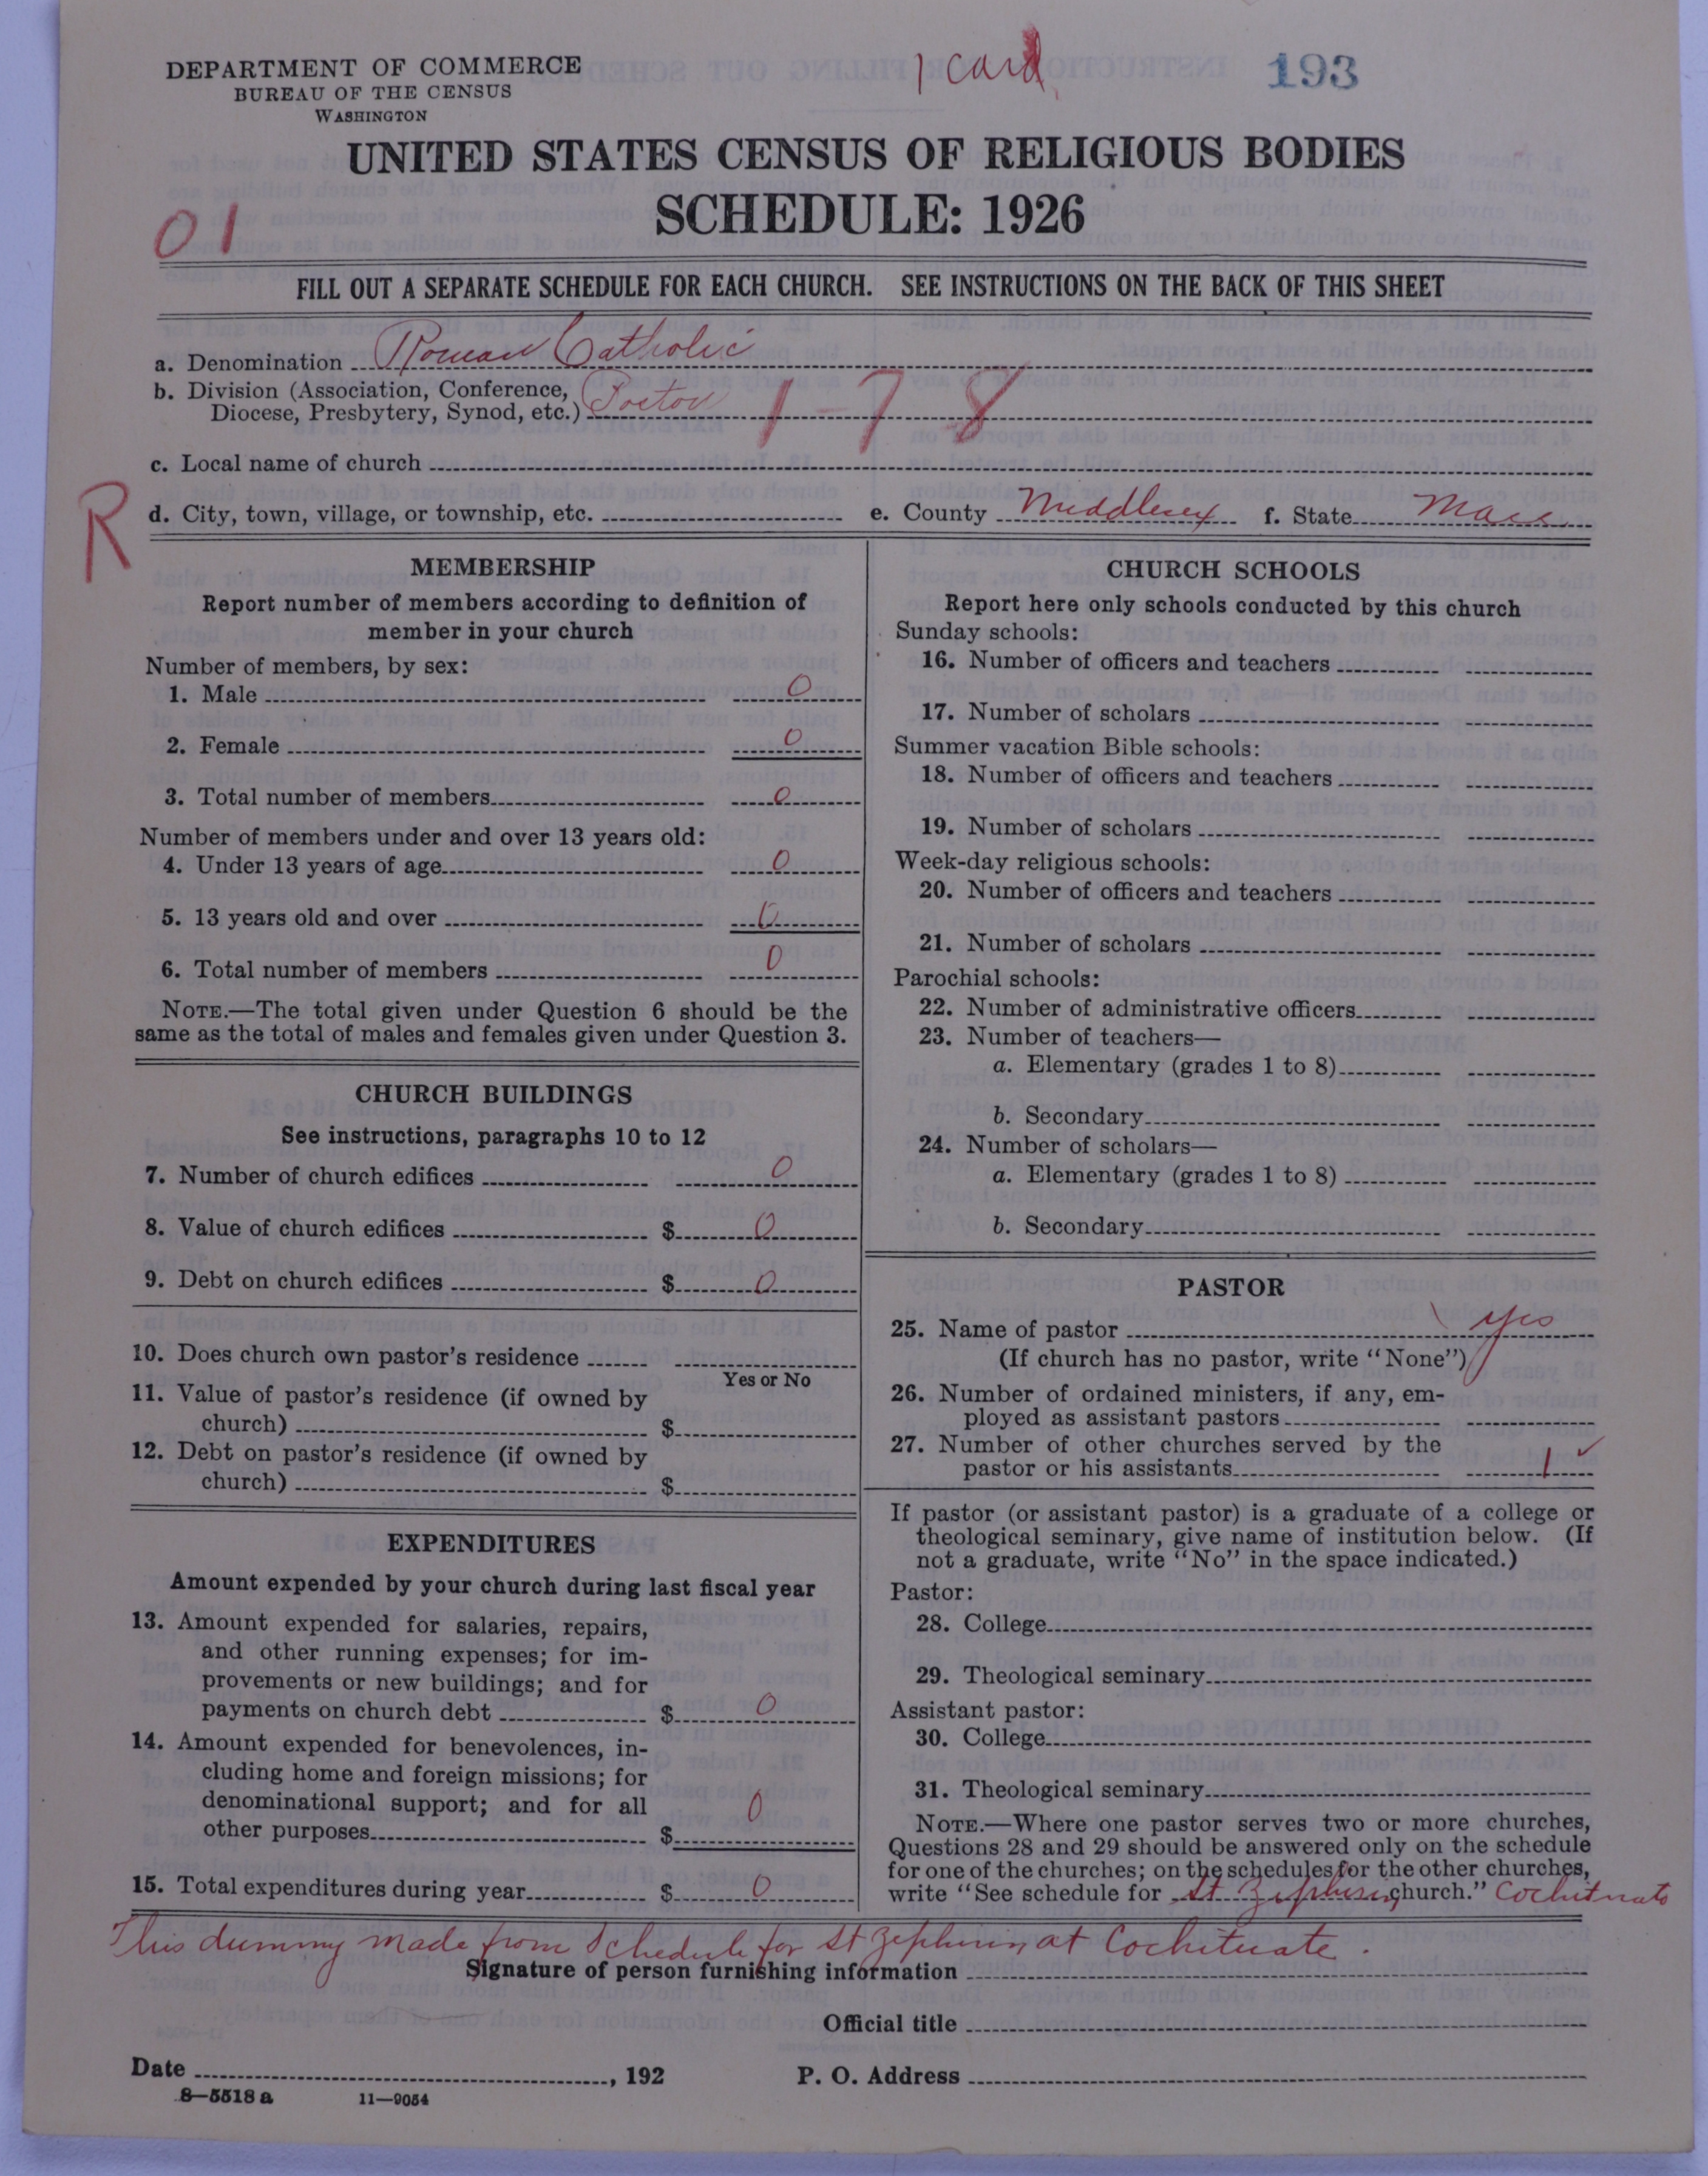 DEPARTMENT OF COMMERCE
BUREAU OF THE CENSUS
WASHINGTON
1 card
193
UNITED STATES CENSUS OF RELIGIOUS BODIES
SCHEDULE: 1926
01
FILL OUT A SEPARATE SCHEDULE FOR EACH CHURCH. SEE INSTRUCTIONS ON THE BACK OF THIS SHEET
a. Denomination Roman Catholic
b. Division (Association, Conference,
Diocese, Presbytery, Synod, etc.) Boston 1-78
c. Local name of church
R
d. City, town, village, or township, etc. e. County Middlesex f. State Mass
MEMBERSHIP
Report number of members according to definition of
member in your church
Number of members, by sex:
1. Male 0
2. Female 0
3. Total number of members 0
Number of members under and over 13 years old:
4. Under 13 years of age 0
5. 13 years old and over 0
6. Total number of members 0
NOTE.—The total given under Question 6 should be the
same as the total of males and females given under Question 3.
CHURCH BUILDINGS
See instructions, paragraphs 10 to 12
7. Number of church edifices 0
8. Value of church edifices $ 0
9. Debt on church edifices $ 0
10. Does church own pastor's residence
Yes or No
11. Value of pastor's residence (if owned by
church) $
12. Debt on pastor's residence (if owned by
church) $
EXPENDITURES
Amount expended by your church during last fiscal year
13. Amount expended for salaries, repairs,
and other running expenses; for im-
provements or new buildings; and for
payments on church debt $ 0
14. Amount expended for benevolences, in-
cluding home and foreign missions; for
denominational support; and for all
other purposes $ 0
15. Total expenditures during year $ 0
CHURCH SCHOOLS
Report here only schools conducted by this church
Sunday schools:
16. Number of officers and teachers
17. Number of scholars
Summer vacation Bible schools:
18. Number of officers and teachers
19. Number of scholars
Week-day religious schools:
20. Number of officers and teachers
21. Number of scholars
Parochial schools:
22. Number of administrative officers
23. Number of teachers—
a. Elementary (grades 1 to 8)
b. Secondary
24. Number of scholars—
a. Elementary (grades 1 to 8)
b. Secondary
PASTOR
25. Name of pastor yes
(If church has no pastor, write "None")
26. Number of ordained ministers, if any, em-
ployed as assistant pastors
27. Number of other churches served by the
pastor or his assistants 1 ✓
If pastor (or assistant pastor) is a graduate of a college or
theological seminary, give name of institution below. (If
not a graduate, write "No" in the space indicated.)
Pastor:
28. College
29. Theological seminary
Assistant pastor:
30. College
31. Theological seminary
NOTE.—Where one pastor serves two or more churches,
Questions 28 and 29 should be answered only on the schedule
for one of the churches; on the schedules for the other churches,
write "See schedule for St Zephirin church." Cochituate
This dummy made from Schedule for St Zephirin at Cochituate.
Signature of person furnishing information
Official title
Date , 192 P. O. Address
8—5518 a 11—9054